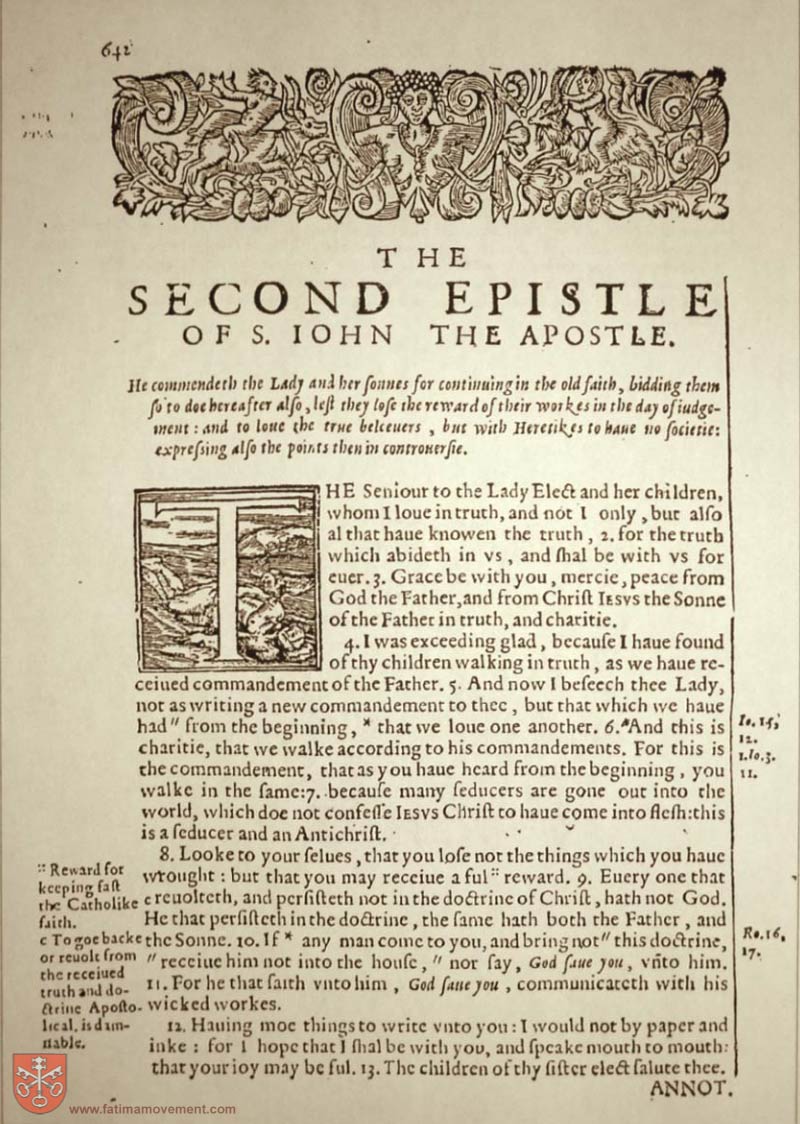 642
THE
SECOND EPISTLE
OF S. IOHN THE APOSTLE.
He commendeth the Lady and her ſonnes for continuing in the old faith, bidding them
ſo to doe hereafter alſo, leſt they loſe the reward of their workes in the day of iudge-
ment : and to loue the true beleeuers , but with Heretikes to haue no ſocietie:
expreſsing alſo the points then in controuerſie.
THE Seniour to the Lady Elect and her children,
whom I loue in truth, and not I only , but alſo
al that haue knowen the truth , 2. for the truth
which abideth in vs , and ſhal be with vs for
euer. 3. Grace be with you , mercie, peace from
God the Father, and from Chriſt IESVS the Sonne
of the Father in truth, and charitie.
4. I was exceeding glad , becauſe I haue found
of thy children walking in truth , as we haue re-
ceiued commandement of the Father. 5. And now I beſeech thee Lady,
not as writing a new commandement to thee , but that which we haue
had" from the beginning, * that we loue one another. 6.*And this is
charitie, that we walke according to his commandements. For this is
the commandement, that as you haue heard from the beginning , you
walke in the ſame:7. becauſe many ſeducers are gone out into the
world, which doe not confeſſe IESVS Chriſt to haue come into fleſh:this
is a ſeducer and an Antichriſt.
8. Looke to your ſelues , that you loſe not the things which you haue
wrought : but that you may receiue a ful :: reward. 9. Euery one that
c reuolteth, and perſiſteth not in the doctrine of Chriſt, hath not God.
He that perſiſteth in the doctrine , the ſame hath both the Father , and
the Sonne. 10. If * any man come to you, and bring not " this doctrine,
" receiue him not into the houſe, " nor ſay, God ſaue you, vnto him.
11. For he that ſaith vnto him , God ſaue you , communicateth with his
wicked workes.
12. Hauing moe things to write vnto you : I would not by paper and
inke : for I hope that I ſhal be with you, and ſpeake mouth to mouth:
that your ioy may be ful. 13. The children of thy ſiſter elect ſalute thee.
ANNOT.
Io. 15,
12.
1. Io. 3.
11.
:: Reward for
keeping faſt
the Catholike
faith.
c To goe backe
or reuolt from
the receiued
truth and do-
ctrine Apoſto-
lical, is dam-
nable.
Ro. 16,
17.
www.fatimamovement.com